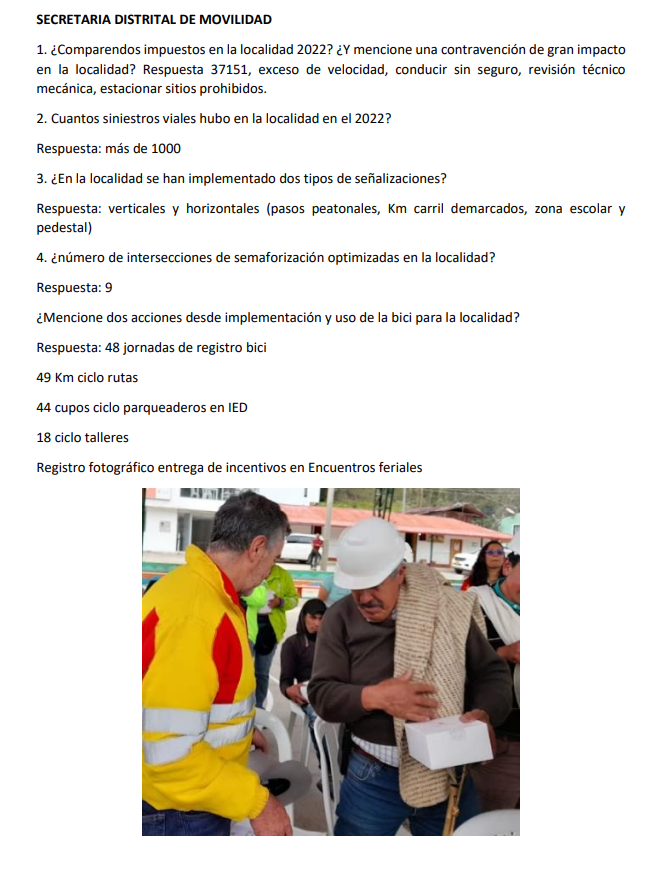 SECRETARIA DISTRITAL DE MOVILIDAD
1. ¿Comparendos impuestos en la localidad 2022? ¿Y mencione una contravención de gran impacto
en la localidad? Respuesta 37151, exceso de velocidad, conducir sin seguro, revisión técnico
mecánica, estacionar sitios prohibidos.
2. Cuantos siniestros viales hubo en la localidad en el 2022?
Respuesta: más de 1000
3. ¿En la localidad se han implementado dos tipos de señalizaciones?
Respuesta: verticales y horizontales (pasos peatonales, Km carril demarcados, zona escolar y
pedestal)
4. ¿número de intersecciones de semaforización optimizadas en la localidad?
Respuesta: 9
¿Mencione dos acciones desde implementación y uso de la bici para la localidad?
Respuesta: 48 jornadas de registro bici
49 Km ciclo rutas
44 cupos ciclo parqueaderos en IED
18 ciclo talleres
Registro fotográfico entrega de incentivos en Encuentros feriales